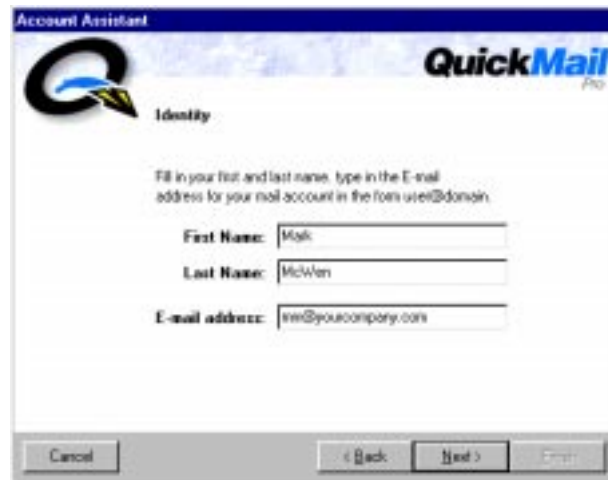 Account Assistant
QuickMail
Pro
Identity
Fill in your first and last name, type in the E-mail
address for your mail account in the form user@domain.
First Name: Mark
Last Name: McWen
E-mail address: mm@yourcompany.com
Cancel
< Back
Next >
Finish